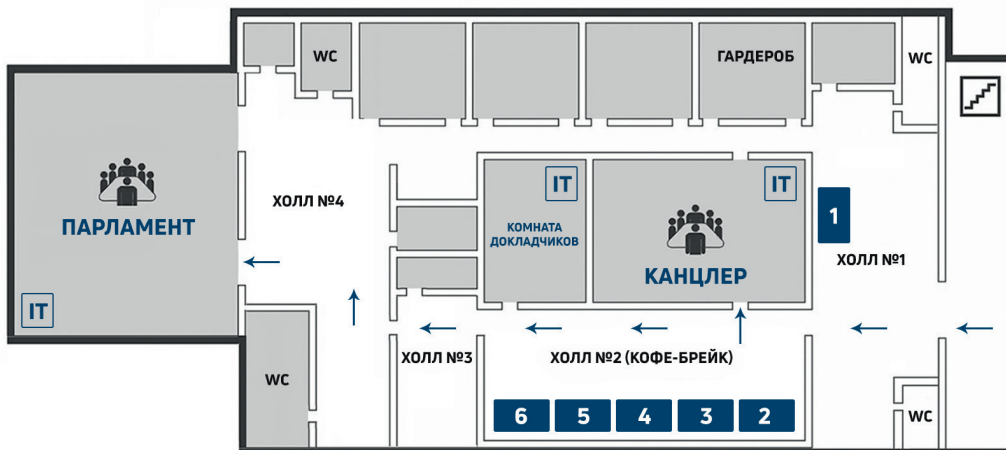 WC
ГАРДЕРОБ
WC
IT
IT
ПАРЛАМЕНТ
ХОЛЛ №4
КОМНАТА
ДОКЛАДЧИКОВ
1
КАНЦЛЕР
ХОЛЛ №1
IT
ХОЛЛ №3
ХОЛЛ №2 (КОФЕ-БРЕЙК)
WC
6
5
4
3
2
WC